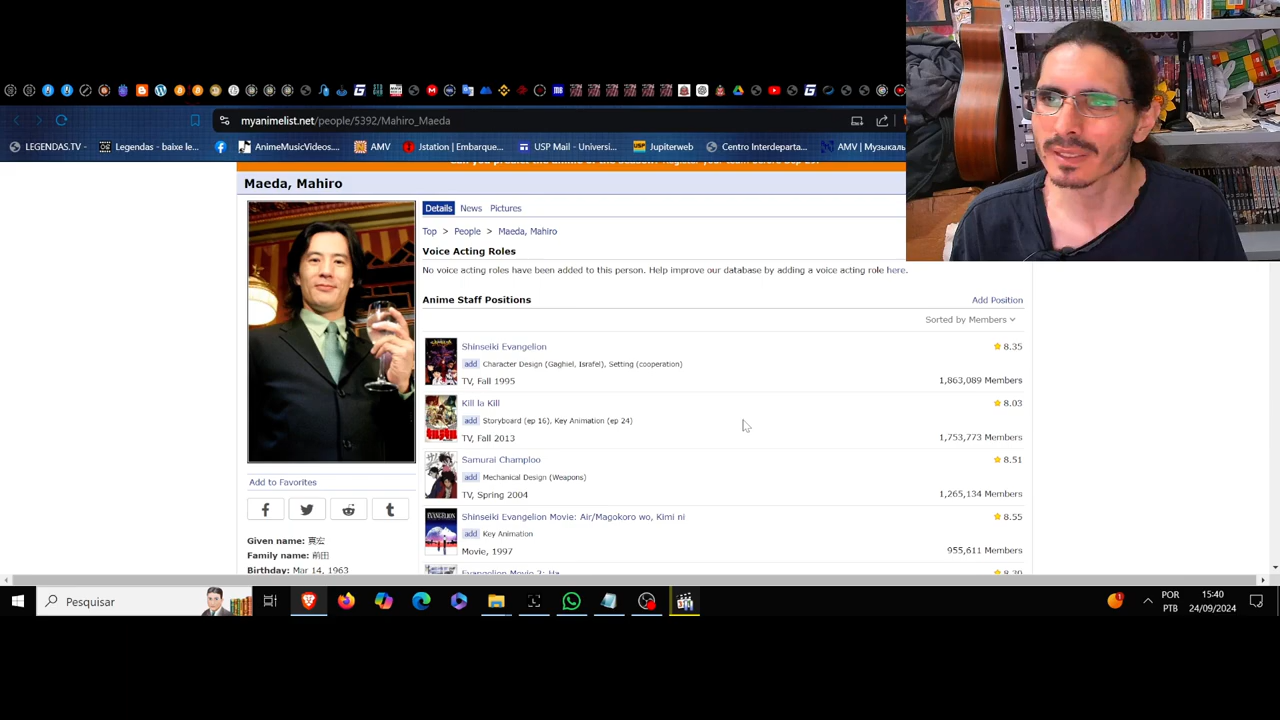 myanimelist.net/people/5392/Mahiro_Maeda
LEGENDAS.TV - Legendas - baixe le... AnimeMusicVideos... AMV Jstation | Embarque... USP Mail - Universi... Jupiterweb Centro Interdeparta... AMV | Музыкаль
Maeda, Mahiro
Details News Pictures
Top > People > Maeda, Mahiro
Voice Acting Roles
No voice acting roles have been added to this person. Help improve our database by adding a voice acting role here.
Anime Staff Positions
Add Position
Sorted by Members
Shinseiki Evangelion
8.35
add Character Design (Gaghiel, Israfel), Setting (cooperation)
TV, Fall 1995
1,863,089 Members
Kill la Kill
8.03
add Storyboard (ep 16), Key Animation (ep 24)
TV, Fall 2013
1,753,773 Members
Samurai Champloo
8.51
add Mechanical Design (Weapons)
TV, Spring 2004
1,265,134 Members
Shinseiki Evangelion Movie: Air/Magokoro wo, Kimi ni
8.55
add Key Animation
Movie, 1997
955,611 Members
Add to Favorites
Given name: 真宏
Family name: 前田
Birthday: Mar 14, 1963
Pesquisar
POR
PTB
15:40
24/09/2024